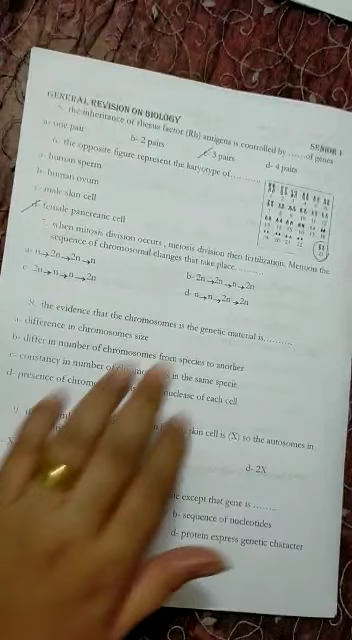 GENERAL REVISION ON BIOLOGY
SENIOR 1
5. the inheritance of rhesus factor (Rh) antigens is controlled by ...... of genes
a- one pair
b- 2 pairs
c- 3 pairs
d- 4 pairs
6. the opposite figure represent the karyotype of..........
a- human sperm
b- human ovum
c- male skin cell
female pancreanc cell
7. when mitosis division occurs , meiosis division then fertilization. Mentoos the
sequence of chromosomal changes that take place..........
a- n→2n→2n→n
b- 2n→2n→n→2n
c. 2n→n→n→2n
d- n→n→2n→2n
8. the evidence that the chromosomes is the genetic material is..........
a- difference in chromosomes size
b- differ in number of chromosomes from species to another
c- constancy in number of in the same specie
d- presence of nuclease of each cell
skin cell is (X) so the autosomes in
d- 2X
except that gene is ........
b- sequence of nucleotides
d- protein express genetic character